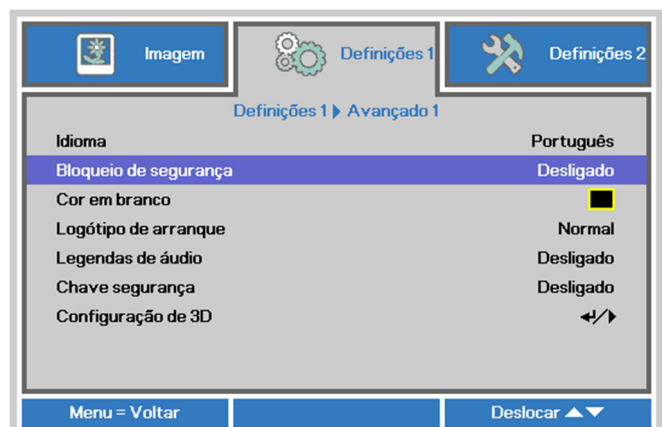 Imagem
Definições 1
Definições 2
Definições 1 Avançado 1
Idioma Português
Bloqueio de segurança Desligado
Cor em branco
Logótipo de arranque Normal
Legendas de áudio Desligado
Chave segurança Desligado
Configuração de 3D
Menu = Voltar
Deslocar